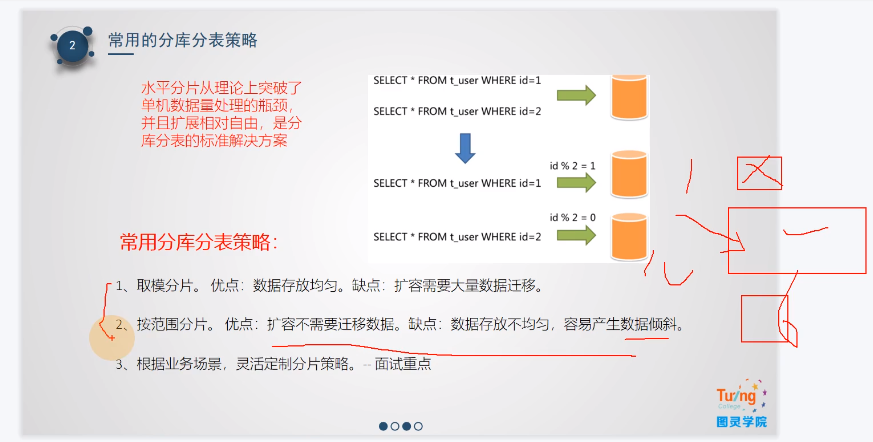 2
常用的分库分表策略
水平分片从理论上突破了
单机数据量处理的瓶颈，
并且扩展相对自由，是分
库分表的标准解决方案
SELECT * FROM t_user WHERE id=1
SELECT * FROM t_user WHERE id=2
id % 2 = 1
SELECT * FROM t_user WHERE id=1
id % 2 = 0
SELECT * FROM t_user WHERE id=2
常用分库分表策略：
1、取模分片。 优点：数据存放均匀。缺点：扩容需要大量数据迁移。
2、按范围分片。 优点：扩容不需要迁移数据。缺点：数据存放不均匀，容易产生数据倾斜。
3、根据业务场景，灵活定制分片策略。-- 面试重点
Turing
College
图灵学院